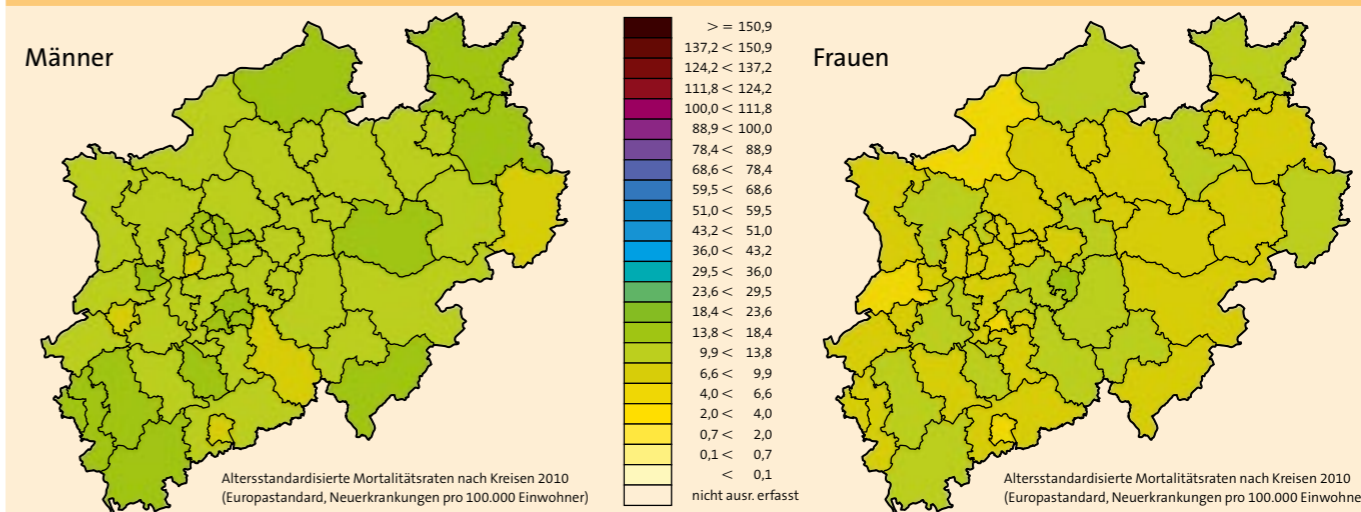 Männer
> = 150,9
137,2 < 150,9
124,2 < 137,2
111,8 < 124,2
100,0 < 111,8
88,9 < 100,0
78,4 < 88,9
68,6 < 78,4
59,5 < 68,6
51,0 < 59,5
43,2 < 51,0
36,0 < 43,2
29,5 < 36,0
23,6 < 29,5
18,4 < 23,6
13,8 < 18,4
9,9 < 13,8
6,6 < 9,9
4,0 < 6,6
2,0 < 4,0
0,7 < 2,0
0,1 < 0,7
< 0,1
nicht ausr. erfasst
Altersstandardisierte Mortalitätsraten nach Kreisen 2010
(Europastandard, Neuerkrankungen pro 100.000 Einwohner)
Frauen
Altersstandardisierte Mortalitätsraten nach Kreisen 2010
(Europastandard, Neuerkrankungen pro 100.000 Einwohne